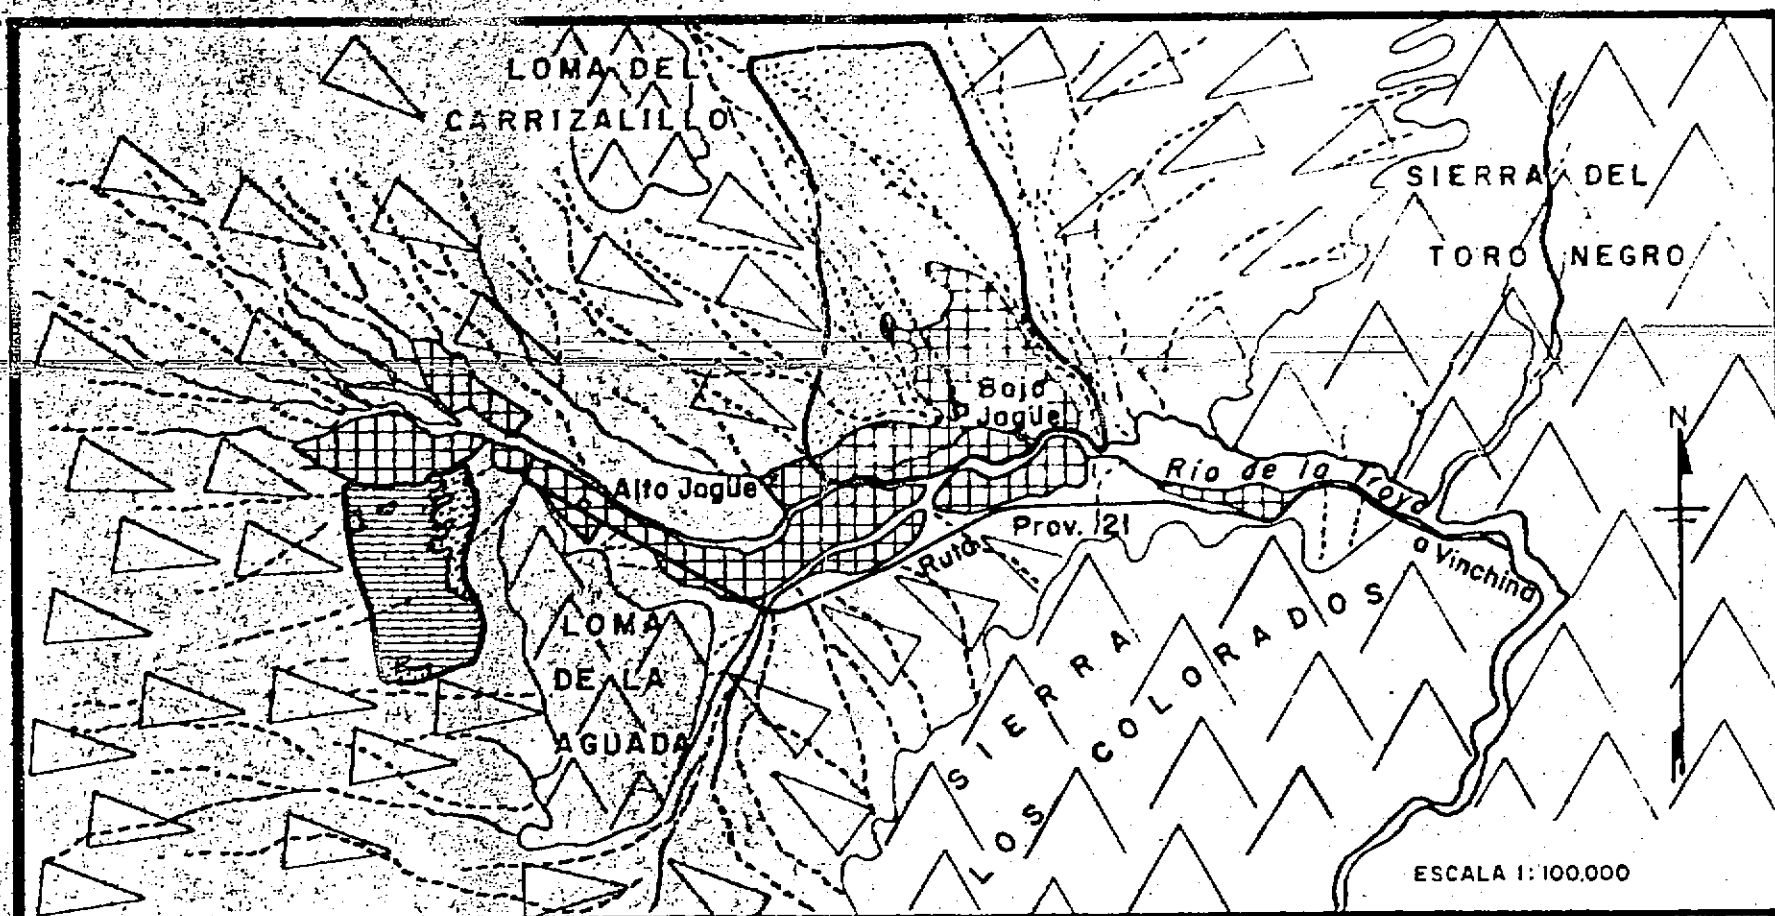 LOMA DEL
CARRIZALILLO
SIERRA DEL
TORO NEGRO
Bajo
Jagüe
N
Alto Jagüe
Río de la Troya
Ruta Prov. 21
a Vinchina
LOMA
DE LA
AGUADA
SIERRA
LOS COLORADOS
ESCALA 1:100.000